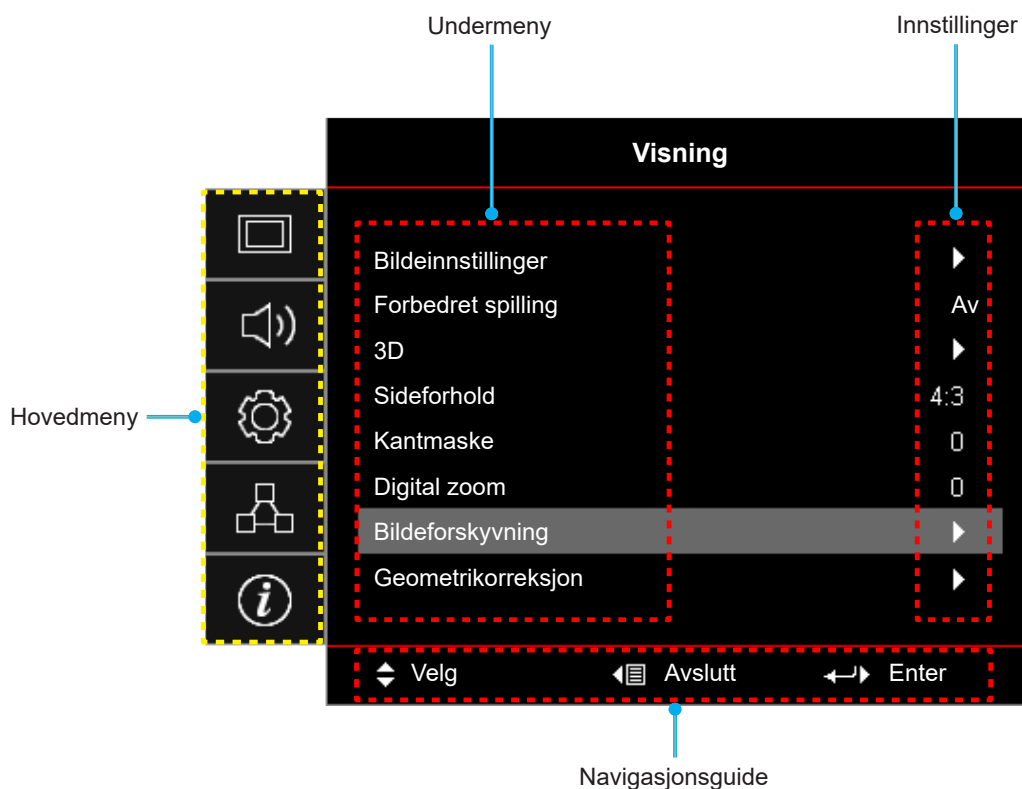 Undermeny
Innstillinger
Visning
Hovedmeny
Bildeinnstillinger
Forbedret spilling Av
3D
Sideforhold 4:3
Kantmaske 0
Digital zoom 0
Bildeforskyvning
Geometrikorreksjon
Velg Avslutt Enter
Navigasjonsguide